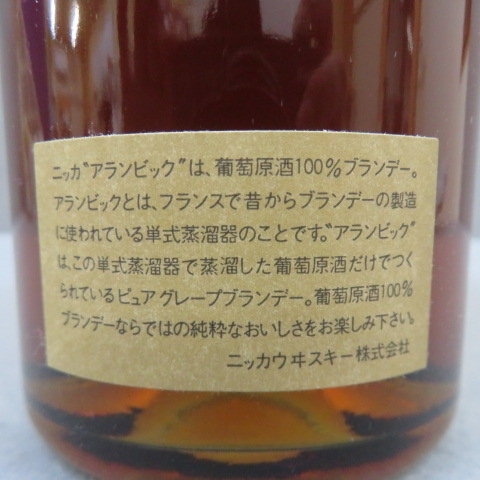 ニッカ“アランビック”は、葡萄原酒100%ブランデー。
アランビックとは、フランスで昔からブランデーの製造
に使われている単式蒸溜器のことです。“アランビック”
は、この単式蒸溜器で蒸溜した葡萄原酒だけでつく
られているピュアグレープブランデー。葡萄原酒100%
ブランデーならではの純粋なおいしさをお楽しみ下さい。
ニッカウヰスキー株式会社